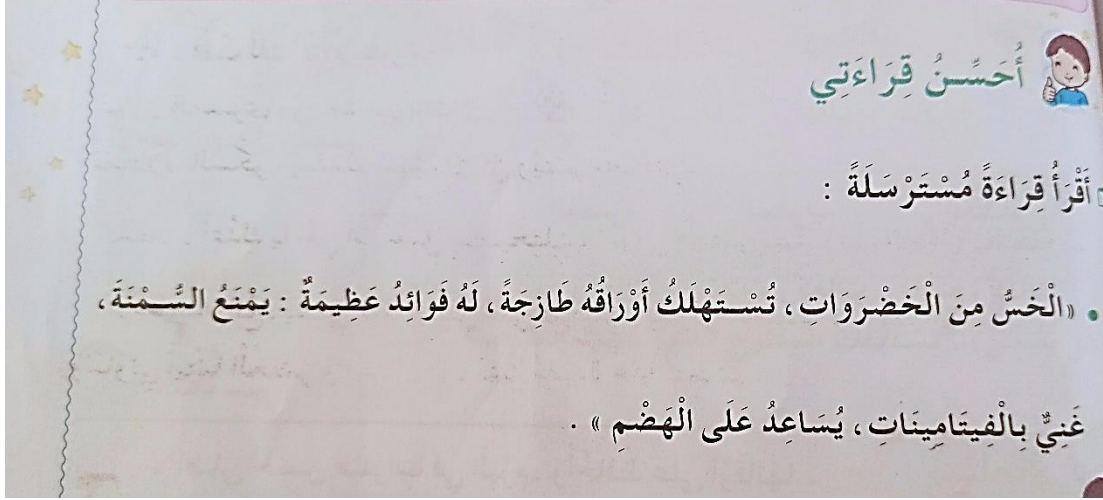 أُحَسِّنُ قِرَاءَتِي
أَقْرَأُ قِرَاءَةً مُسْتَرْسَلَةً :
• «الْخَسُّ مِنَ الْخَضْرَوَاتِ، تُسْتَهْلَكُ أَوْرَاقُهُ طَازِجَةً، لَهُ فَوَائِدُ عَظِيمَةٌ : يَمْنَعُ السُّمْنَةَ،
غَنِيٌّ بِالْفِيتَامِينَاتِ، يُسَاعِدُ عَلَى الْهَضْمِ» .